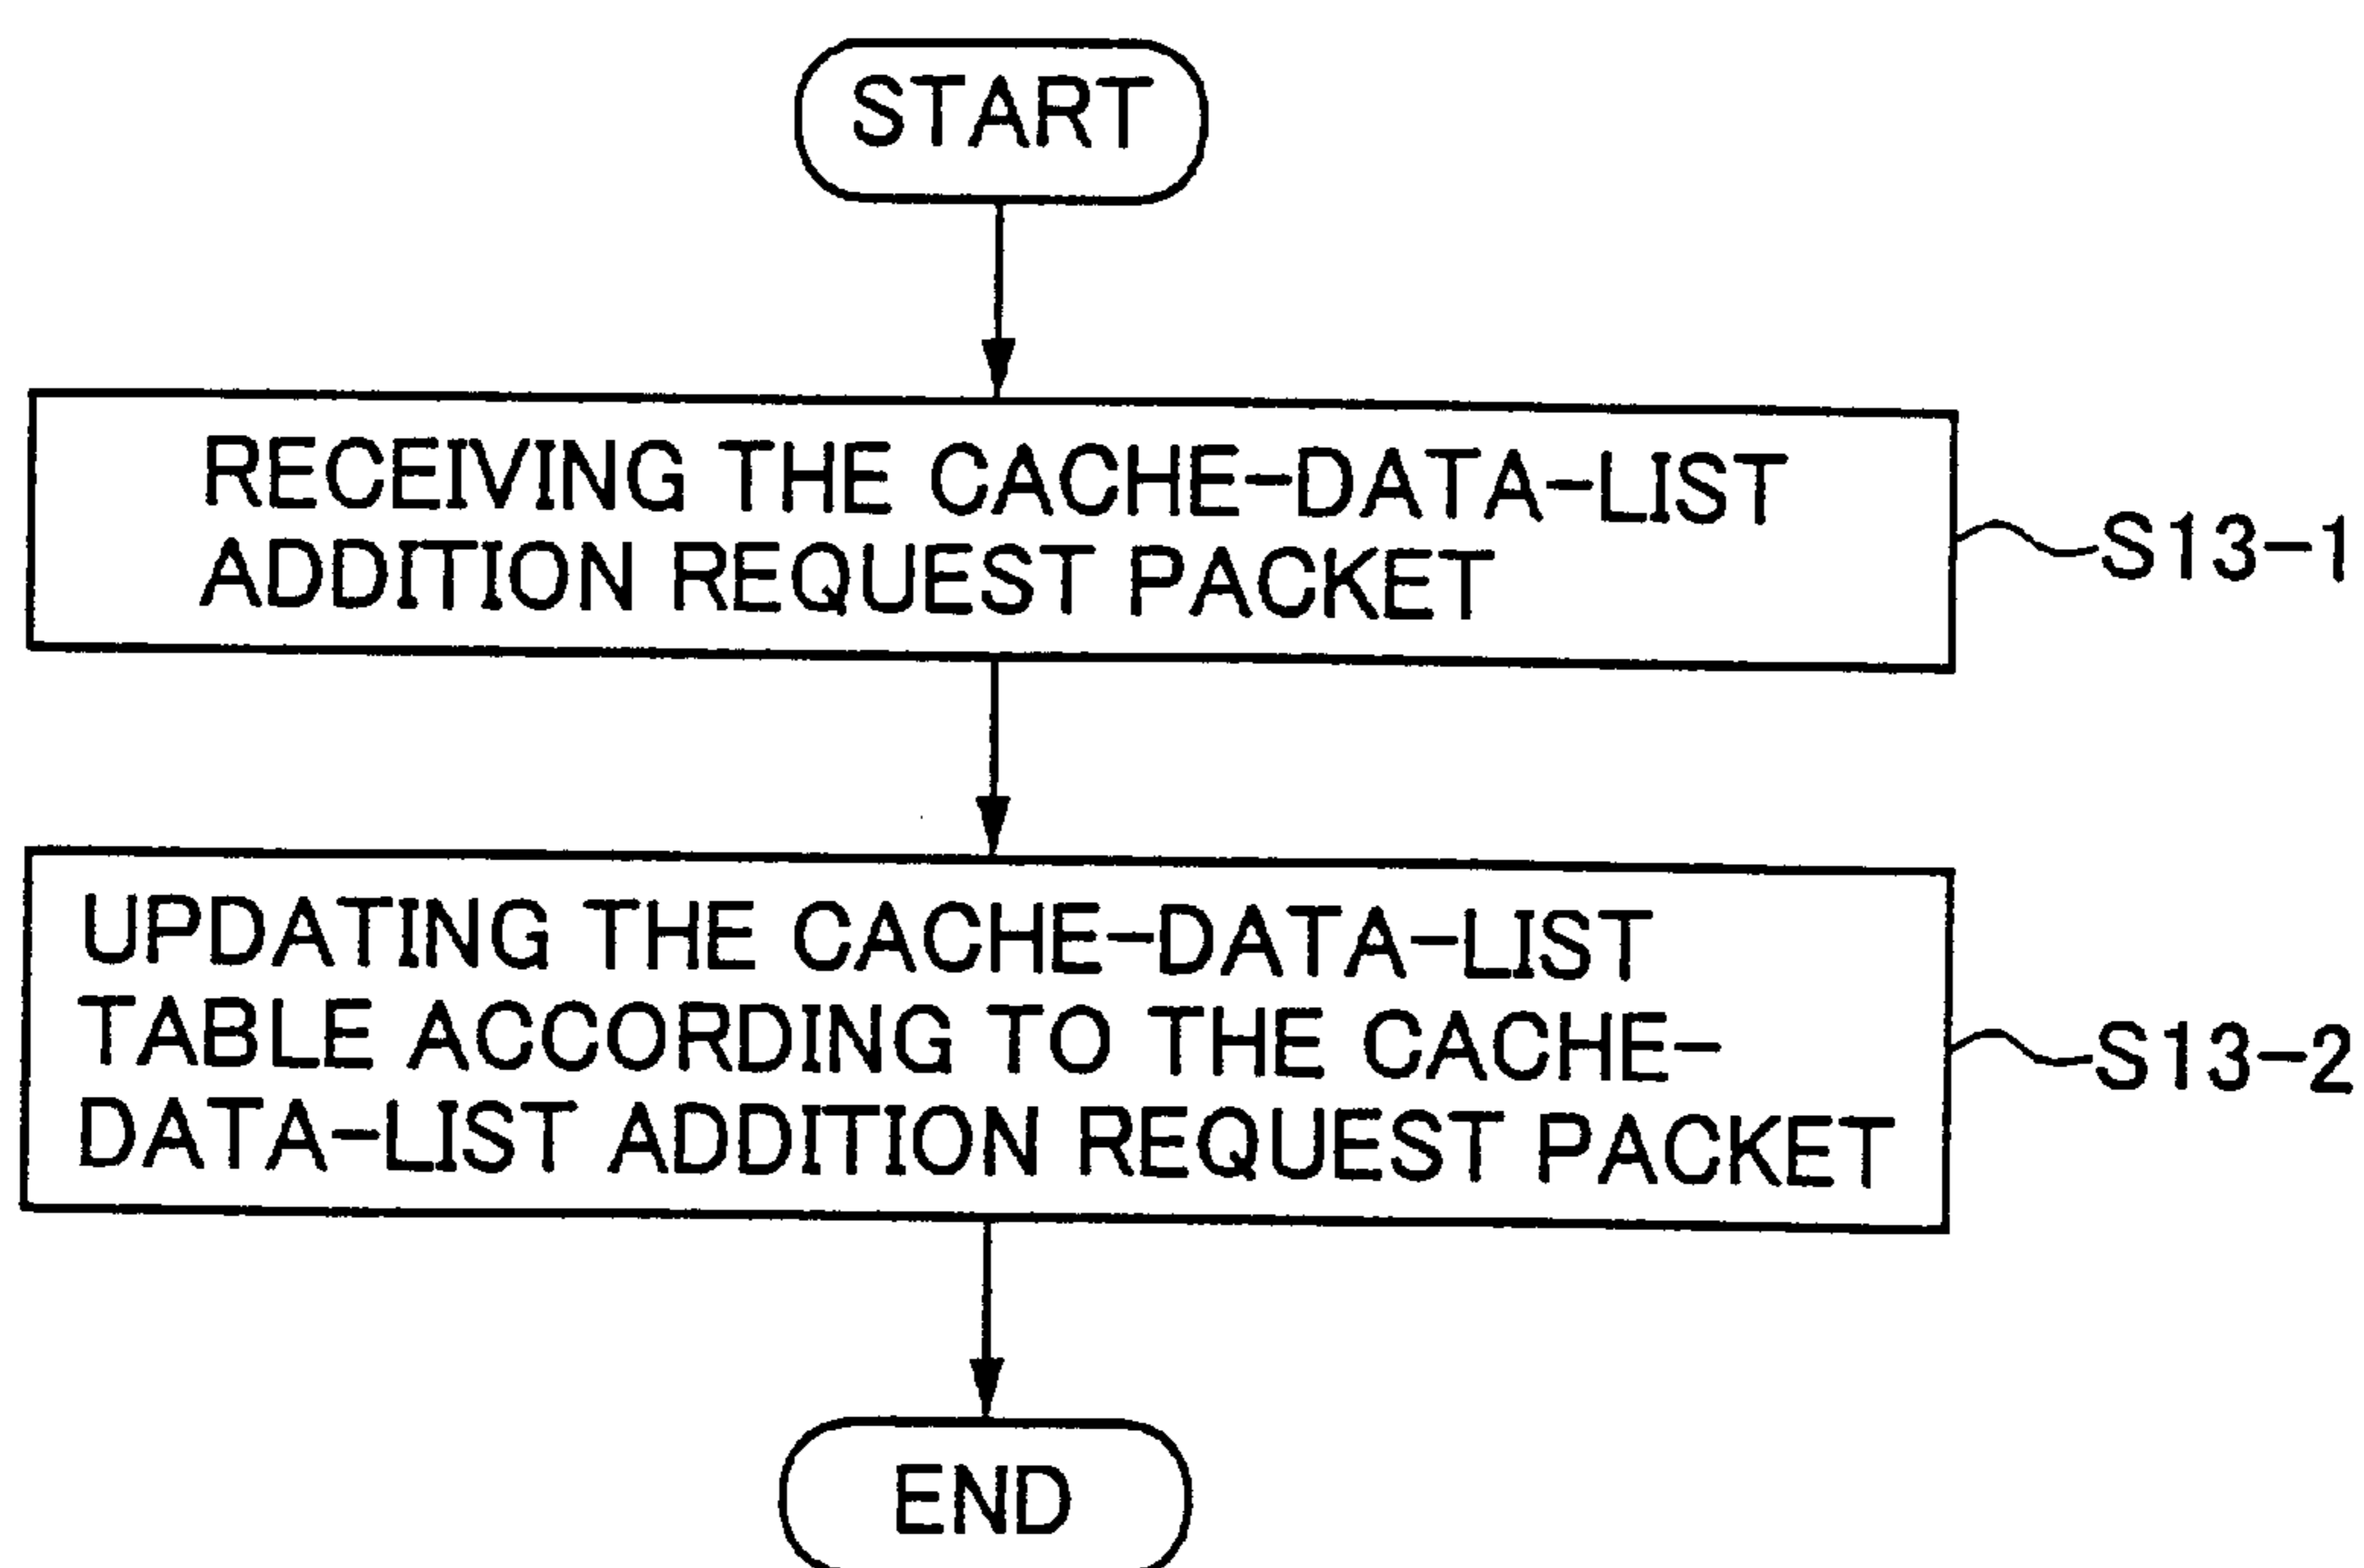 START
RECEIVING THE CACHE-DATA-LIST
ADDITION REQUEST PACKET
S13-1
UPDATING THE CACHE-DATA-LIST
TABLE ACCORDING TO THE CACHE-
DATA-LIST ADDITION REQUEST PACKET
S13-2
END